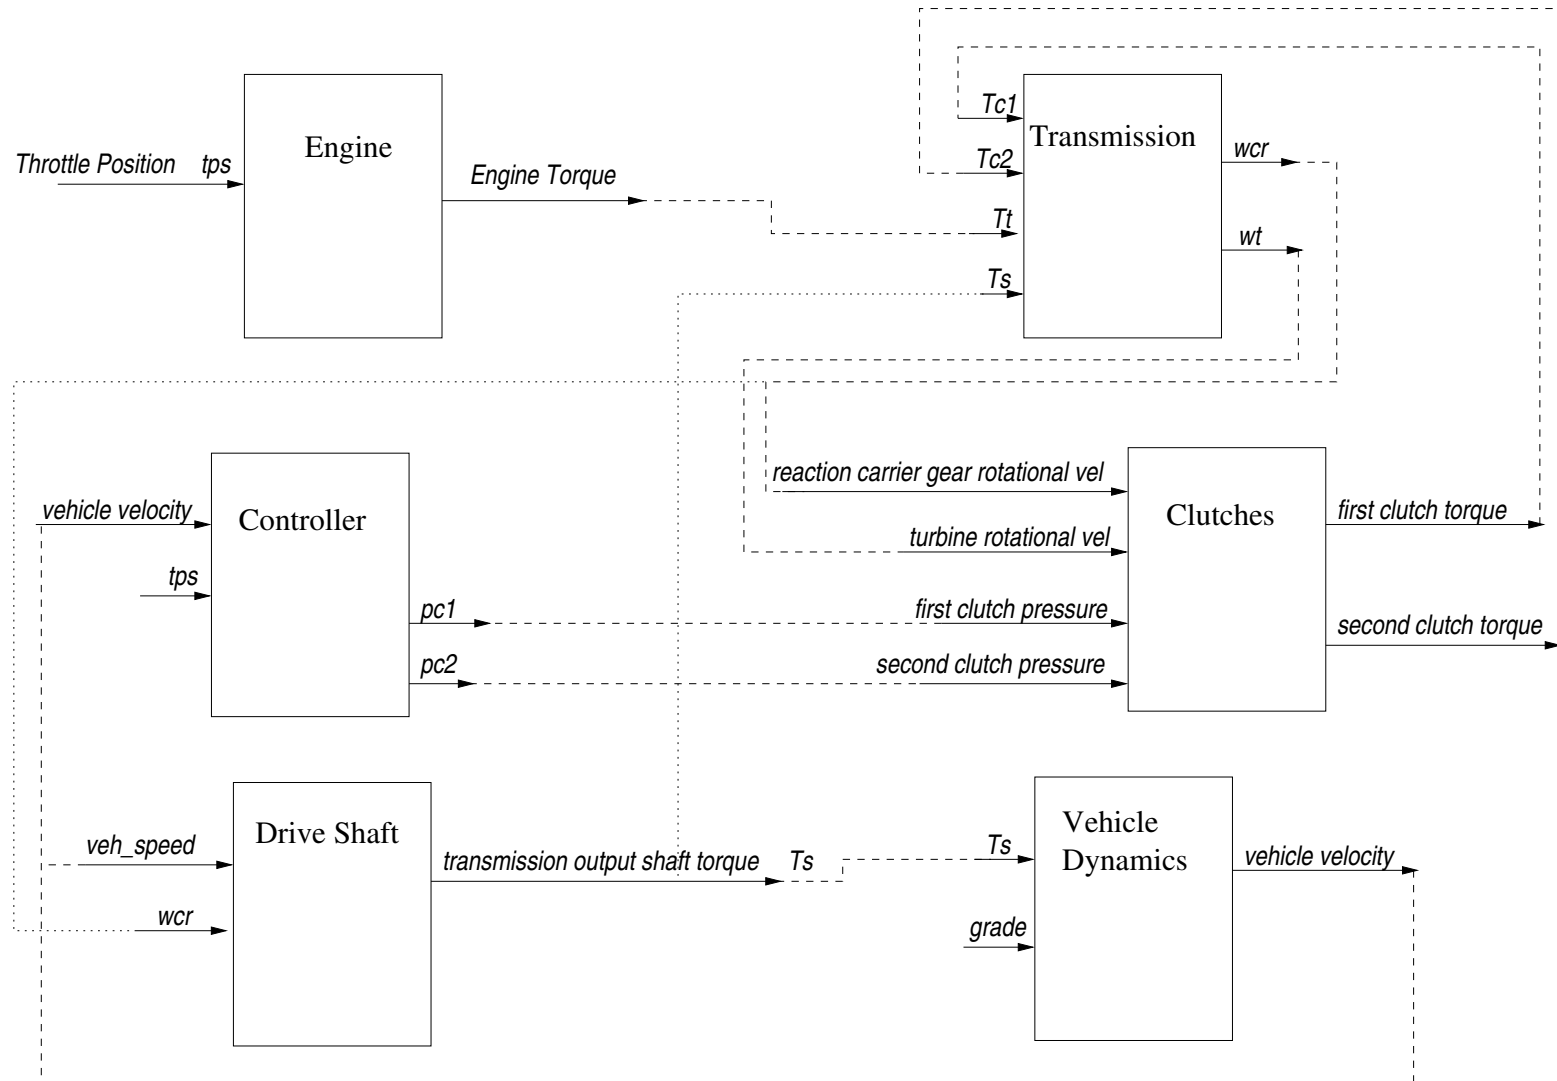 Engine
Throttle Position tps
Engine Torque
Tc1
Tc2
Tt
Ts
Transmission
wcr
wt
vehicle velocity
tps
Controller
pc1
pc2
reaction carrier gear rotational vel
turbine rotational vel
first clutch pressure
second clutch pressure
Clutches
first clutch torque
second clutch torque
veh_speed
wcr
Drive Shaft
transmission output shaft torque Ts
Ts
grade
Vehicle
Dynamics
vehicle velocity